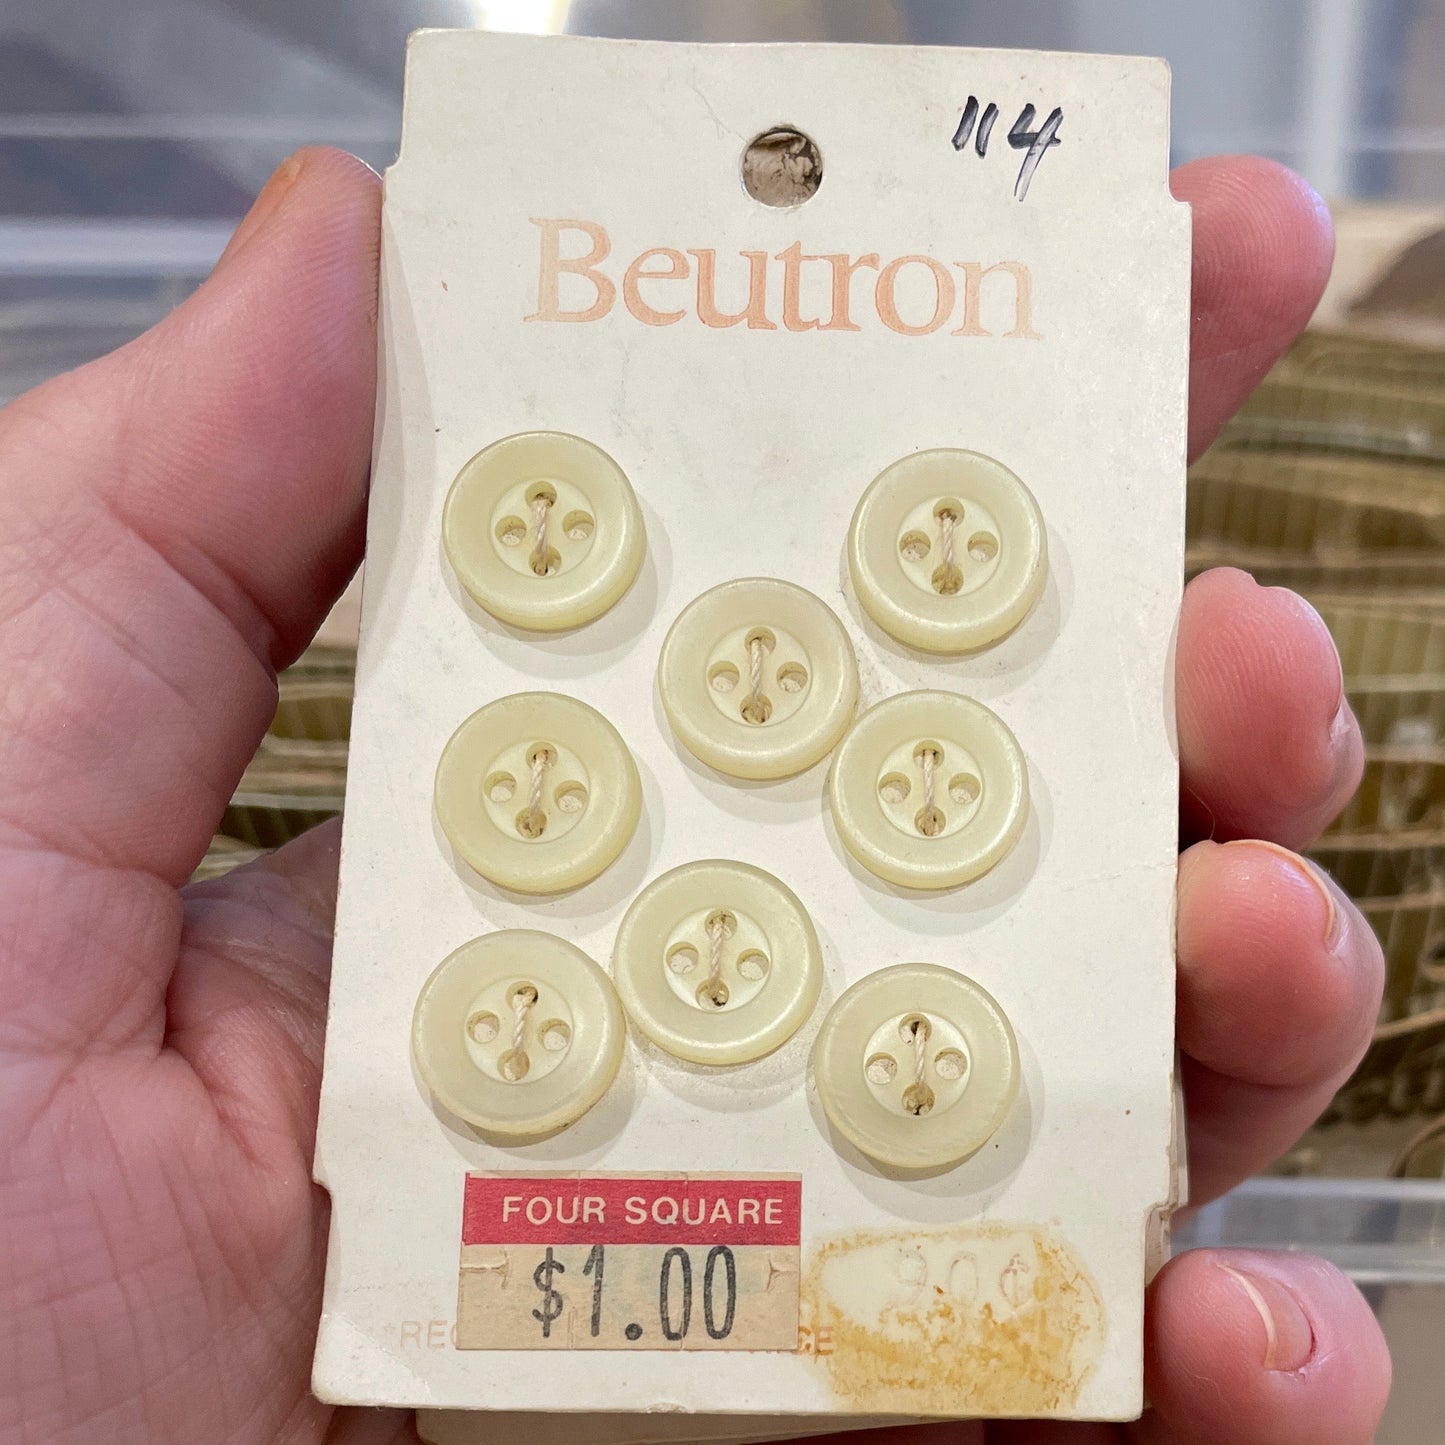 114
Beutron
FOUR SQUARE
$1.00
90¢